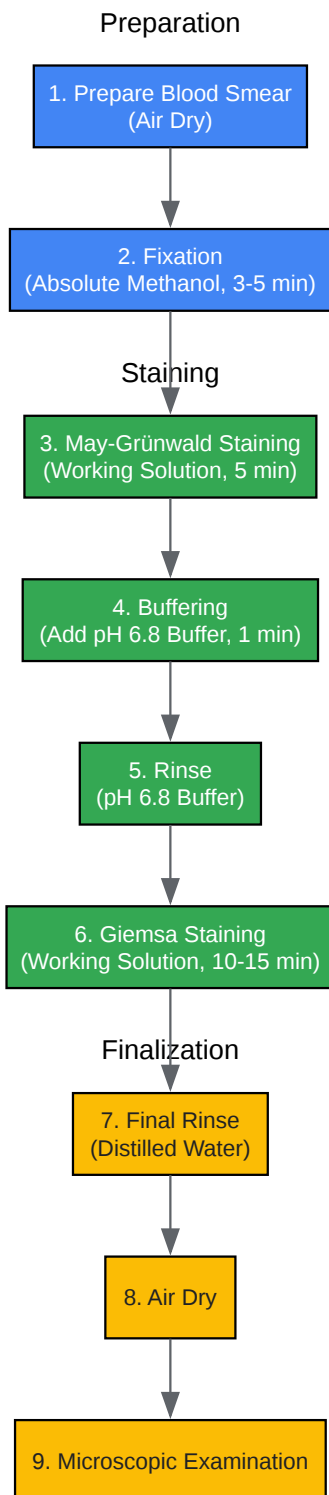 Preparation
1. Prepare Blood Smear
(Air Dry)
2. Fixation
(Absolute Methanol, 3-5 min)
Staining
3. May-Grünwald Staining
(Working Solution, 5 min)
4. Buffering
(Add pH 6.8 Buffer, 1 min)
5. Rinse
(pH 6.8 Buffer)
6. Giemsa Staining
(Working Solution, 10-15 min)
Finalization
7. Final Rinse
(Distilled Water)
8. Air Dry
9. Microscopic Examination